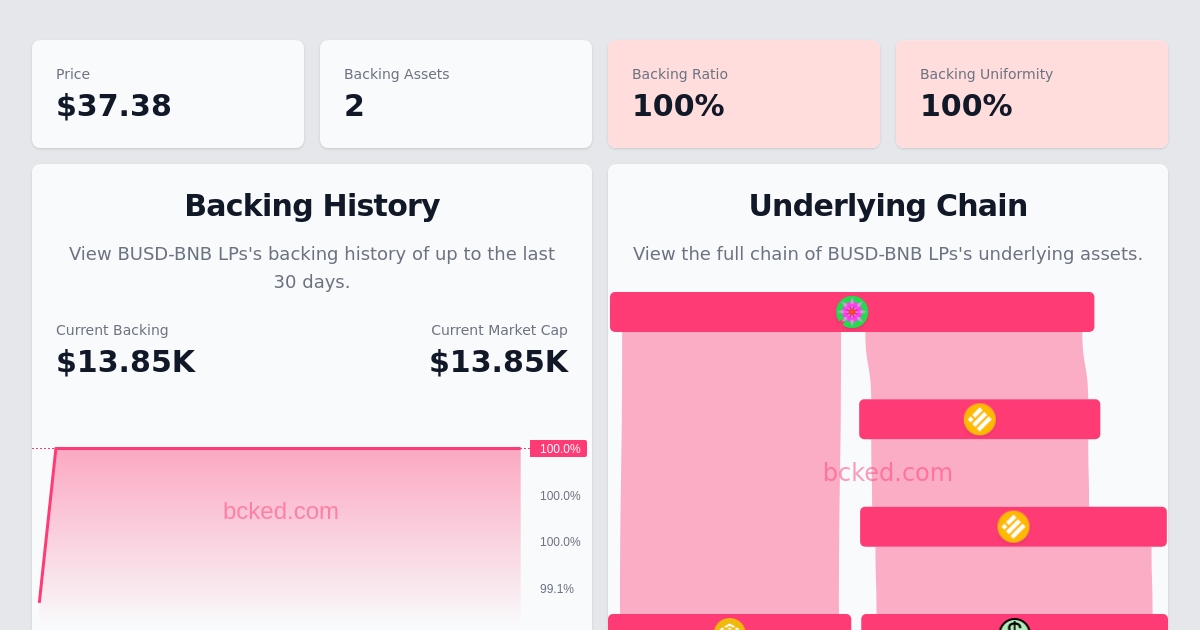 Price
$37.38
Backing Assets
2
Backing Ratio
100%
Backing Uniformity
100%
Backing History
View BUSD-BNB LPs's backing history of up to the last
30 days.
Current Backing
$13.85K
Current Market Cap
$13.85K
100.0%
100.0%
100.0%
99.1%
bcked.com
Underlying Chain
View the full chain of BUSD-BNB LPs's underlying assets.
bcked.com